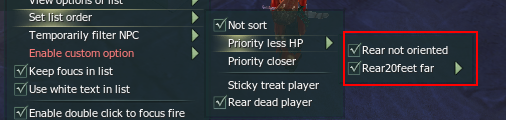 View options of list
Set list order
Temporarily filter NPC
Enable custom option
Keep foucs in list
Use white text in list
Enable double click to focus fire
Not sort
Priority less HP
Priority closer
Sticky treat player
Rear dead player
Rear not oriented
Rear20feet far